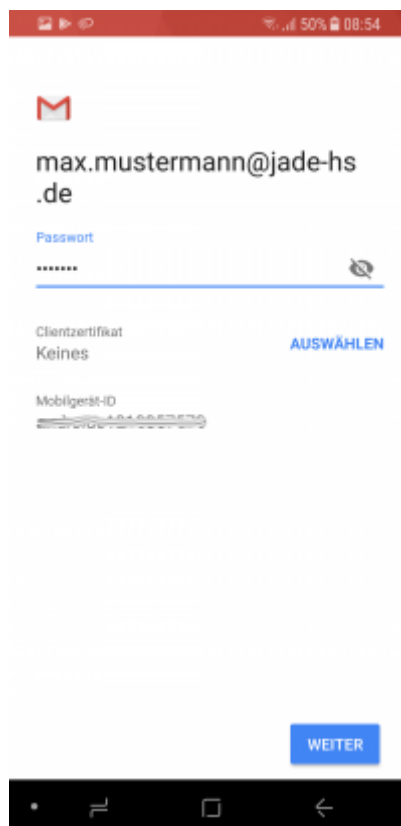 50% 08:54
max.mustermann@jade-hs
.de
Passwort
•••••••
Clientzertifikat
Keines
AUSWÄHLEN
Mobilgerät-ID
WEITER